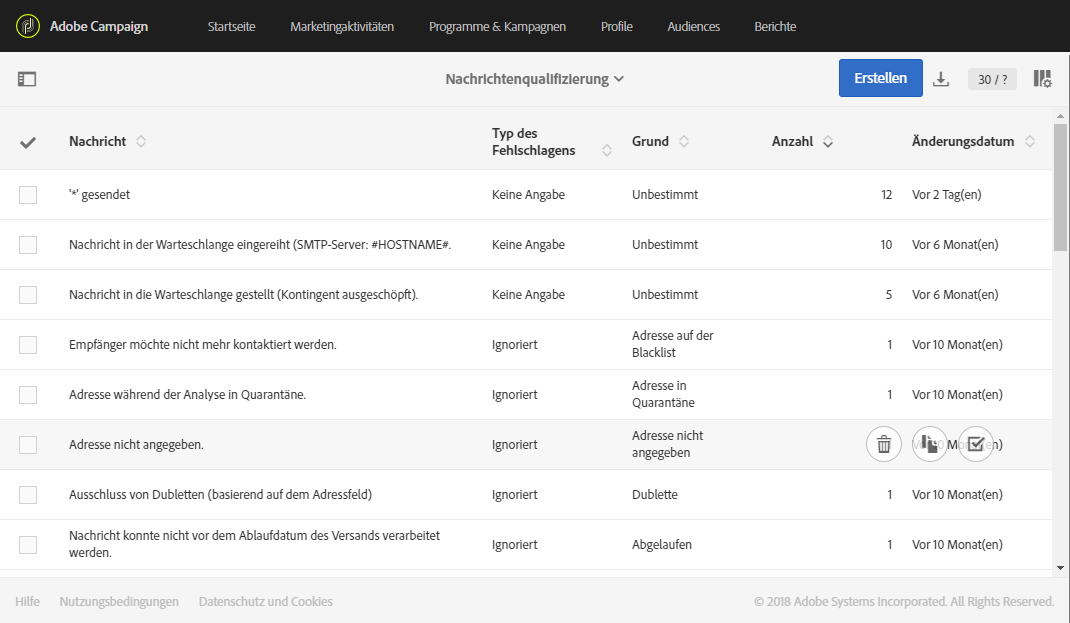 Adobe Campaign Startseite Marketingaktivitäten Programme & Kampagnen Profile Audiences Berichte
Nachrichtenqualifizierung Erstellen 30 / ?
Nachricht Typ des Fehlschlagens Grund Anzahl Änderungsdatum
'*' gesendet Keine Angabe Unbestimmt 12 Vor 2 Tag(en)
Nachricht in der Warteschlange eingereiht (SMTP-Server: #HOSTNAME#. Keine Angabe Unbestimmt 10 Vor 6 Monat(en)
Nachricht in die Warteschlange gestellt (Kontingent ausgeschöpft). Keine Angabe Unbestimmt 5 Vor 6 Monat(en)
Empfänger möchte nicht mehr kontaktiert werden. Ignoriert Adresse auf der Blacklist 1 Vor 10 Monat(en)
Adresse während der Analyse in Quarantäne. Ignoriert Adresse in Quarantäne 1 Vor 10 Monat(en)
Adresse nicht angegeben. Ignoriert Adresse nicht angegeben
Ausschluss von Dubletten (basierend auf dem Adressfeld) Ignoriert Dublette 1 Vor 10 Monat(en)
Nachricht konnte nicht vor dem Ablaufdatum des Versands verarbeitet werden. Ignoriert Abgelaufen 1 Vor 10 Monat(en)
Hilfe Nutzungsbedingungen Datenschutz und Cookies © 2018 Adobe Systems Incorporated. All Rights Reserved.